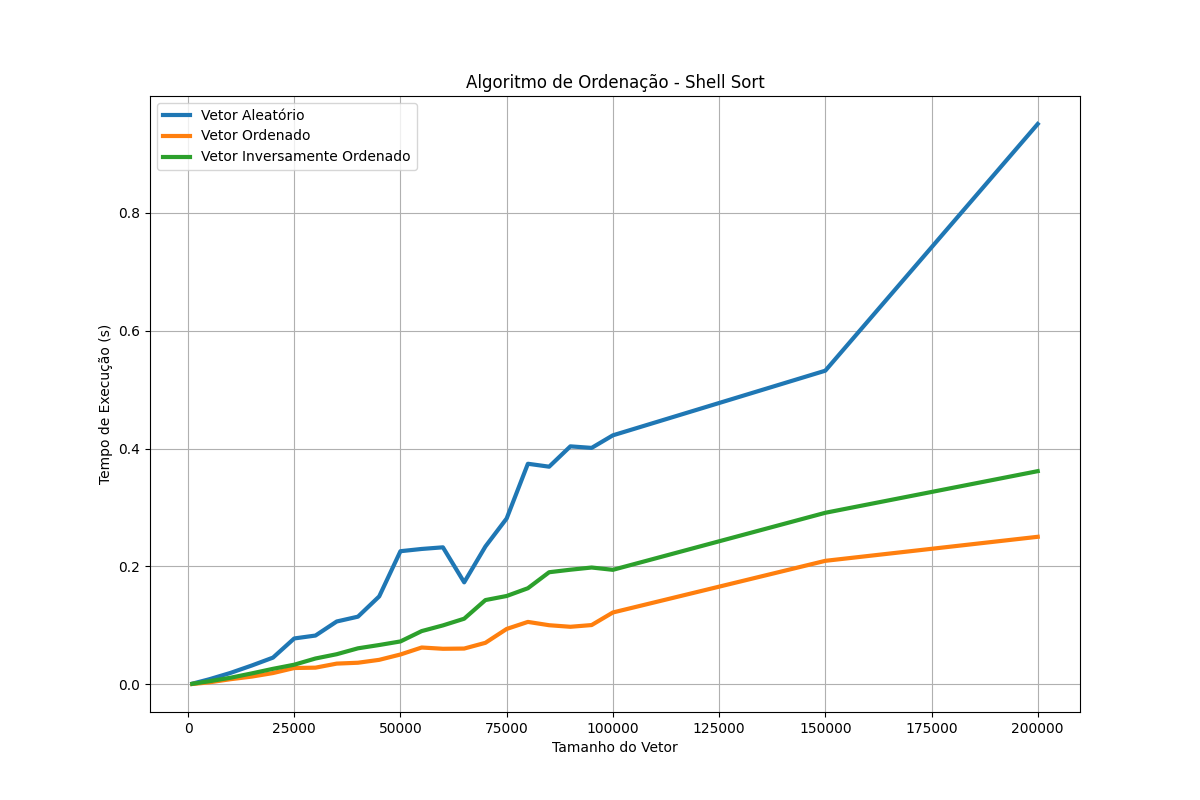 Algoritmo de Ordenação - Shell Sort
Vetor Aleatório
Vetor Ordenado
Vetor Inversamente Ordenado
Tempo de Execução (s)
0.8
0.6
0.4
0.2
0.0
0 25000 50000 75000 100000 125000 150000 175000 200000
Tamanho do Vetor